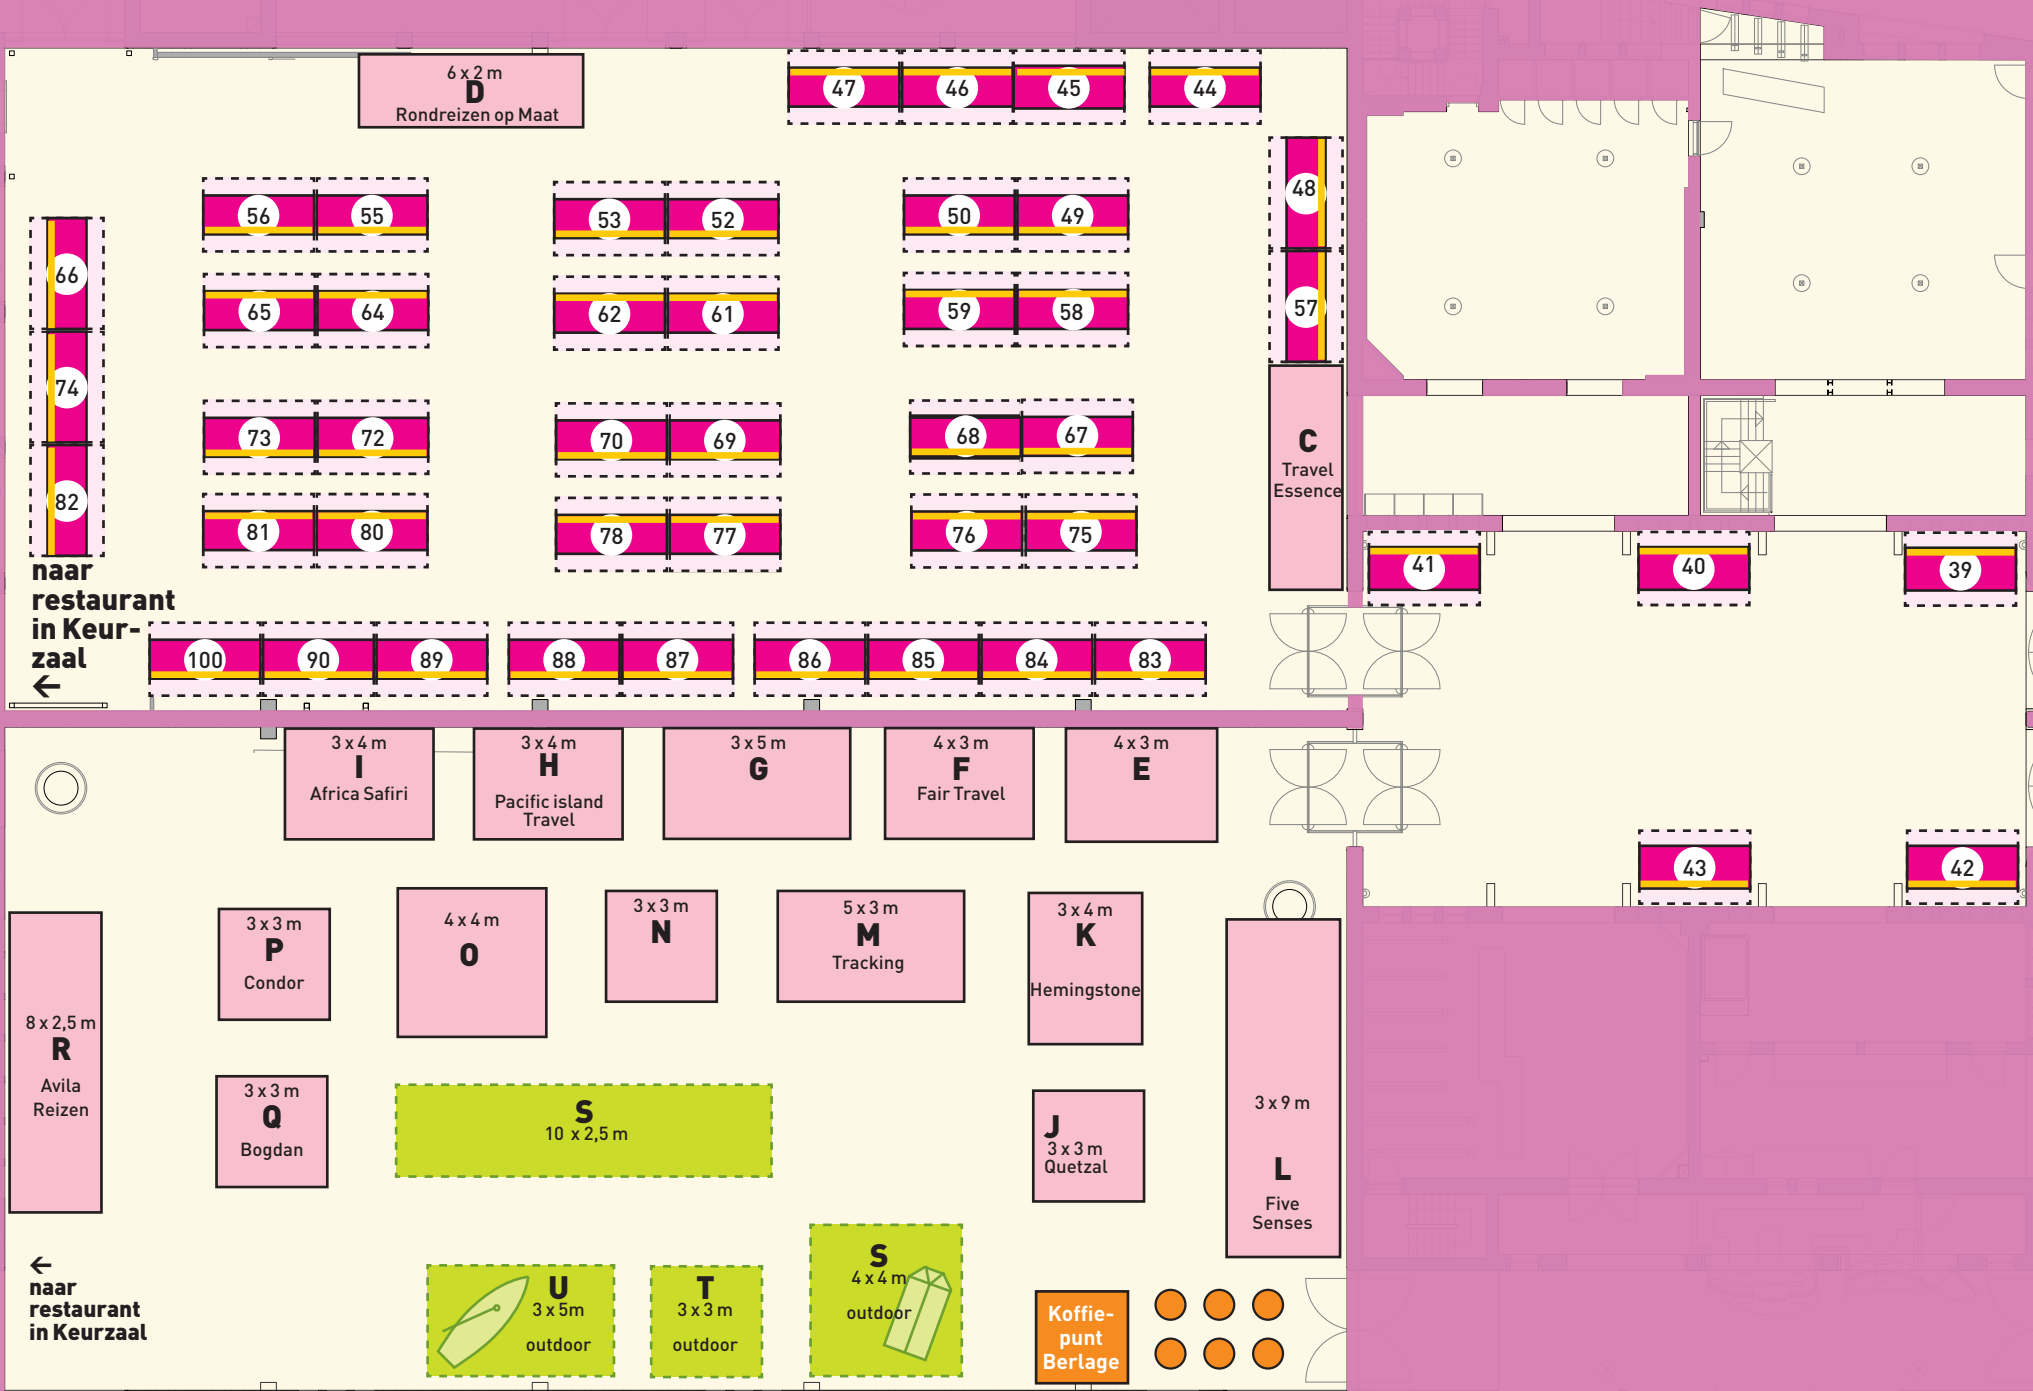 6 x 2 m
D
Rondreizen op Maat
47
46
45
44
48
57
56
55
53
52
50
49
66
65
64
62
61
59
58
74
73
72
70
69
68
67
C
Travel
Essence
82
81
80
78
77
76
75
41
40
39
naar
restaurant
in Keur-
zaal
←
100
90
89
88
87
86
85
84
83
3 x 4 m
I
Africa Safiri
3 x 4 m
H
Pacific island
Travel
3 x 5 m
G
4 x 3 m
F
Fair Travel
4 x 3 m
E
43
42
3 x 3 m
P
Condor
4 x 4 m
O
3 x 3 m
N
5 x 3 m
M
Tracking
3 x 4 m
K
Hemingstone
8 x 2,5 m
R
Avila
Reizen
3 x 3 m
Q
Bogdan
S
10 x 2,5 m
J
3 x 3 m
Quetzal
3 x 9 m
L
Five
Senses
←
naar
restaurant
in Keurzaal
U
3 x 5m
outdoor
T
3 x 3 m
outdoor
S
4 x 4 m
outdoor
Koffie-
punt
Berlage